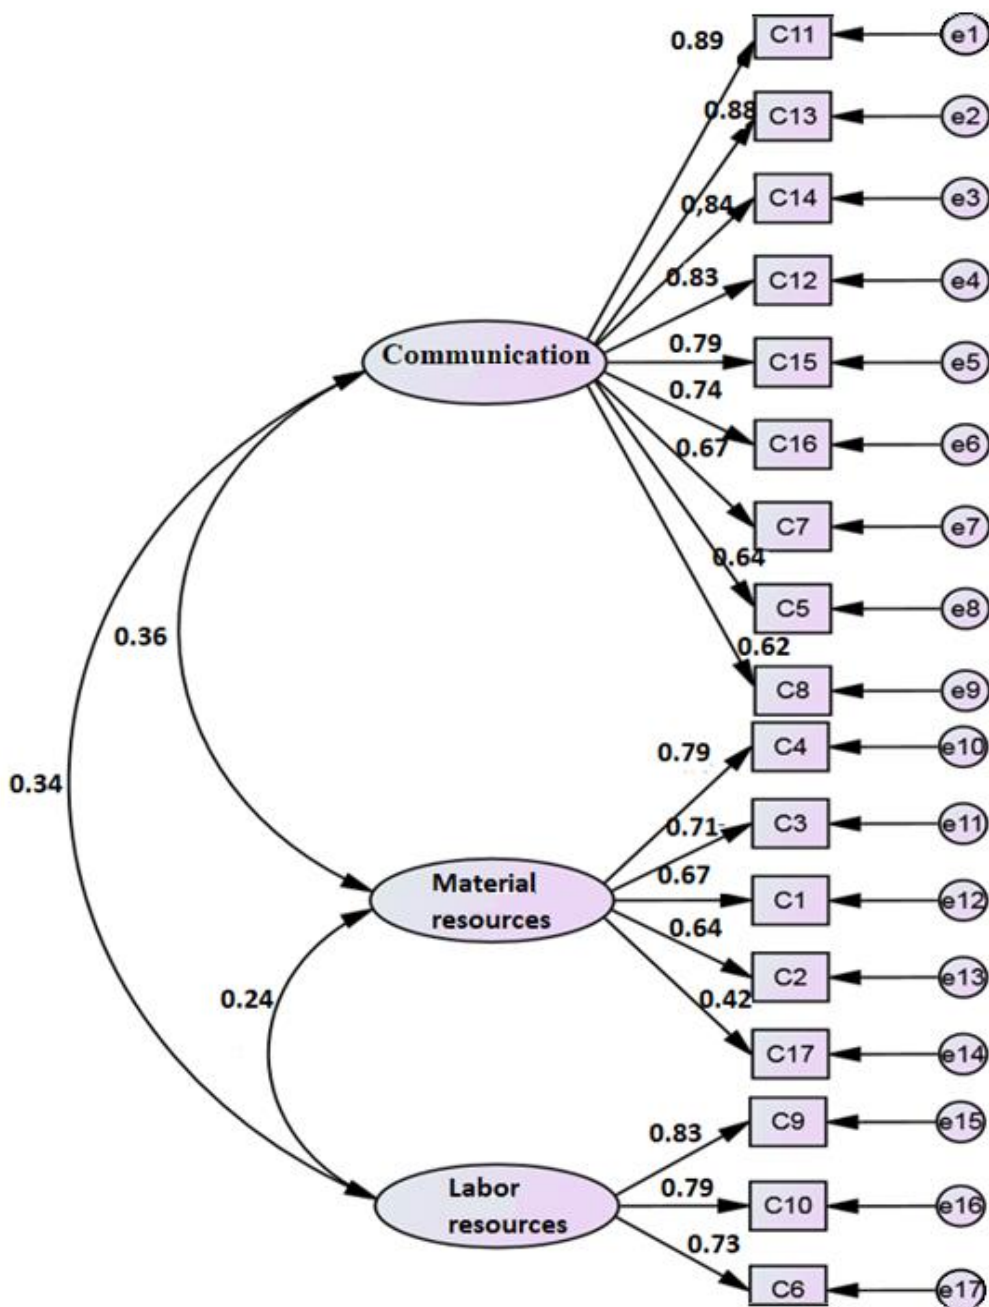 0.89
C11
e1
0.88
C13
e2
0,84
C14
e3
0.83
C12
e4
Communication
0.79
C15
e5
0.74
C16
e6
0.67
C7
e7
0.64
C5
e8
0.62
C8
e9
0.36
0.34
0.79
C4
e10
0.71
C3
e11
Material
resources
0.67
C1
e12
0.64
C2
e13
0.42
C17
e14
0.24
0.83
C9
e15
Labor
resources
0.79
C10
e16
0.73
C6
e17